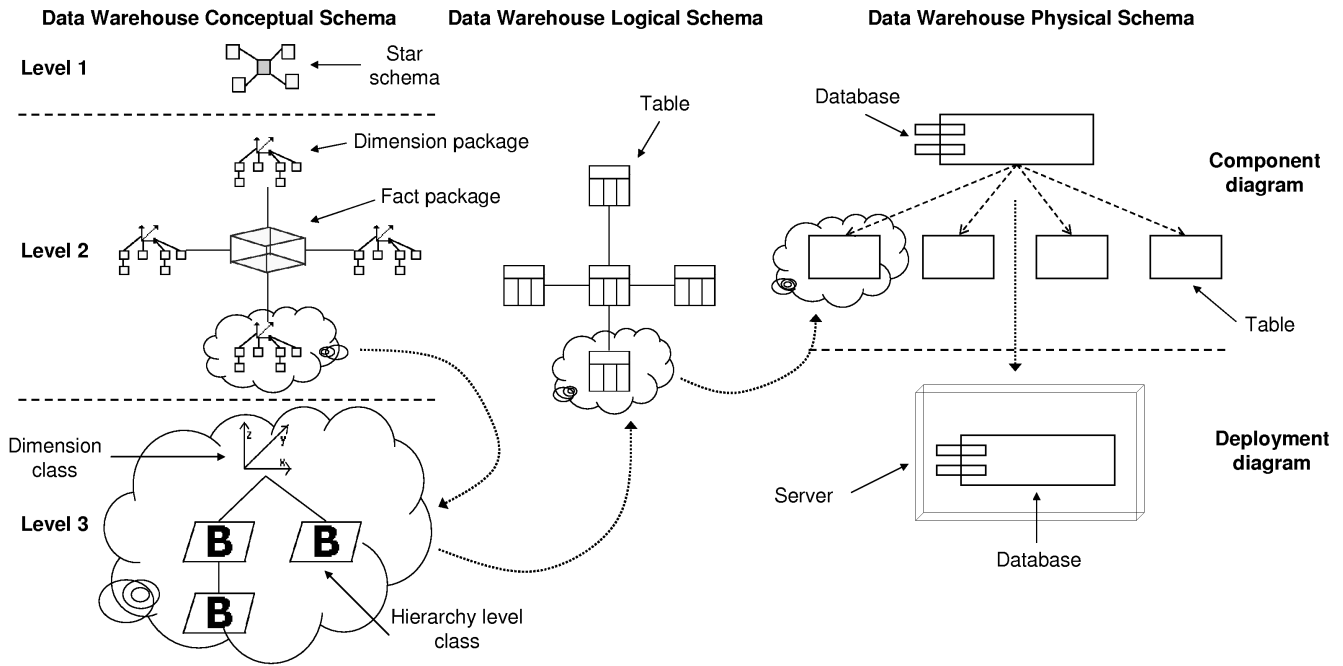 Data Warehouse Conceptual Schema
Data Warehouse Logical Schema
Data Warehouse Physical Schema
Level 1
Star
schema
Dimension package
Fact package
Level 2
Dimension
class
Z
Y
X
Level 3
B
B
B
Hierarchy level
class
Table
Database
Component
diagram
Table
Deployment
diagram
Server
Database